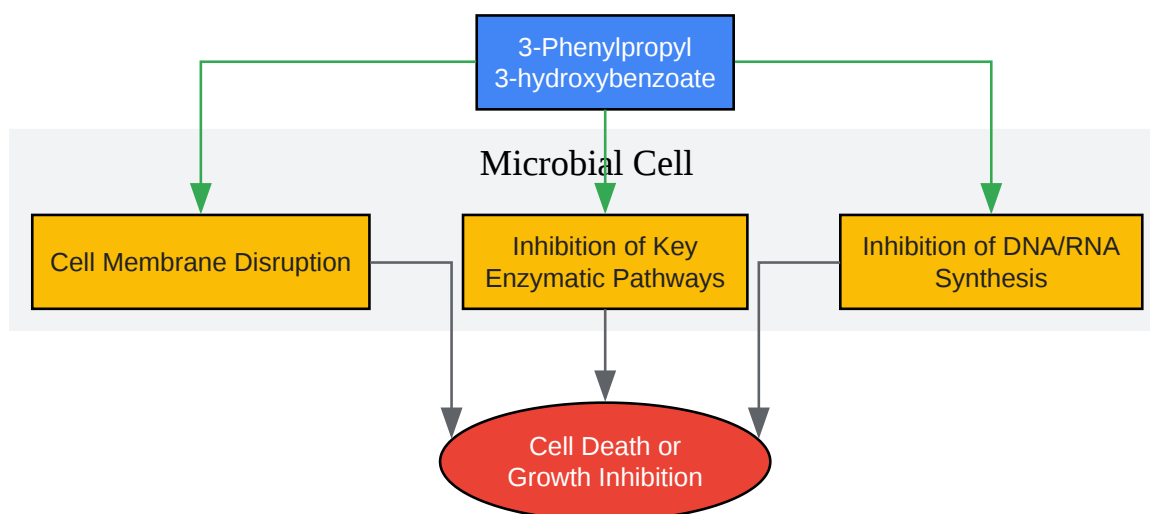 3-Phenylpropyl
3-hydroxybenzoate
Microbial Cell
Cell Membrane Disruption
Inhibition of Key
Enzymatic Pathways
Inhibition of DNA/RNA
Synthesis
Cell Death or
Growth Inhibition